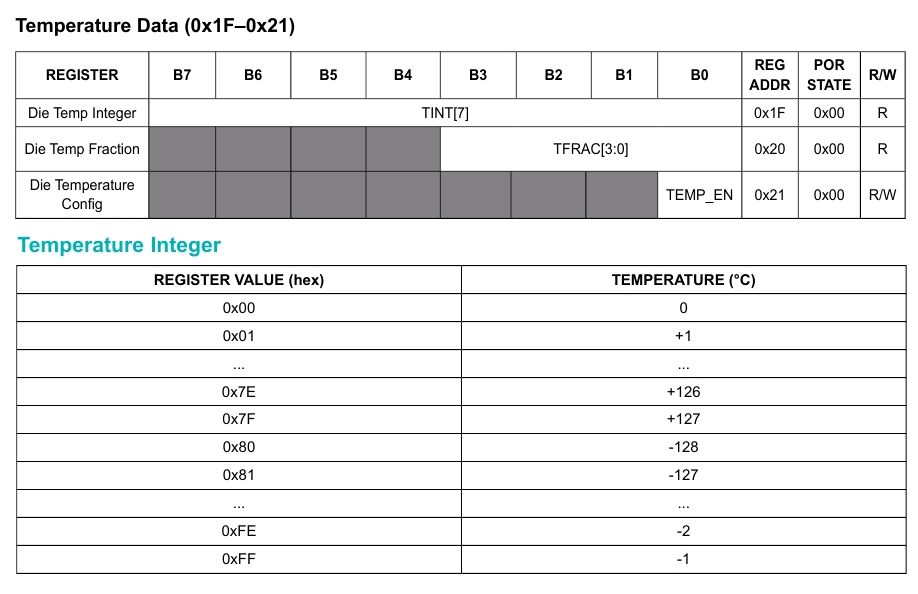 Temperature Data (0x1F–0x21)
REGISTER B7 B6 B5 B4 B3 B2 B1 B0 REG ADDR POR STATE R/W
Die Temp Integer TINT[7] 0x1F 0x00 R
Die Temp Fraction TFRAC[3:0] 0x20 0x00 R
Die Temperature Config TEMP_EN 0x21 0x00 R/W
Temperature Integer
REGISTER VALUE (hex) TEMPERATURE (°C)
0x00 0
0x01 +1
... ...
0x7E +126
0x7F +127
0x80 -128
0x81 -127
... ...
0xFE -2
0xFF -1